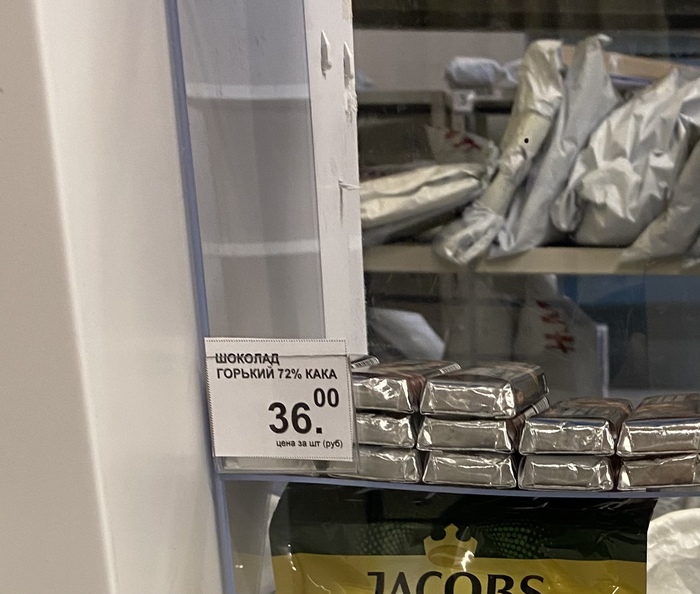 ШОКОЛАД
ГОРЬКИЙ 72% КАКА
36.00
цена за шт (руб)
JACOBS